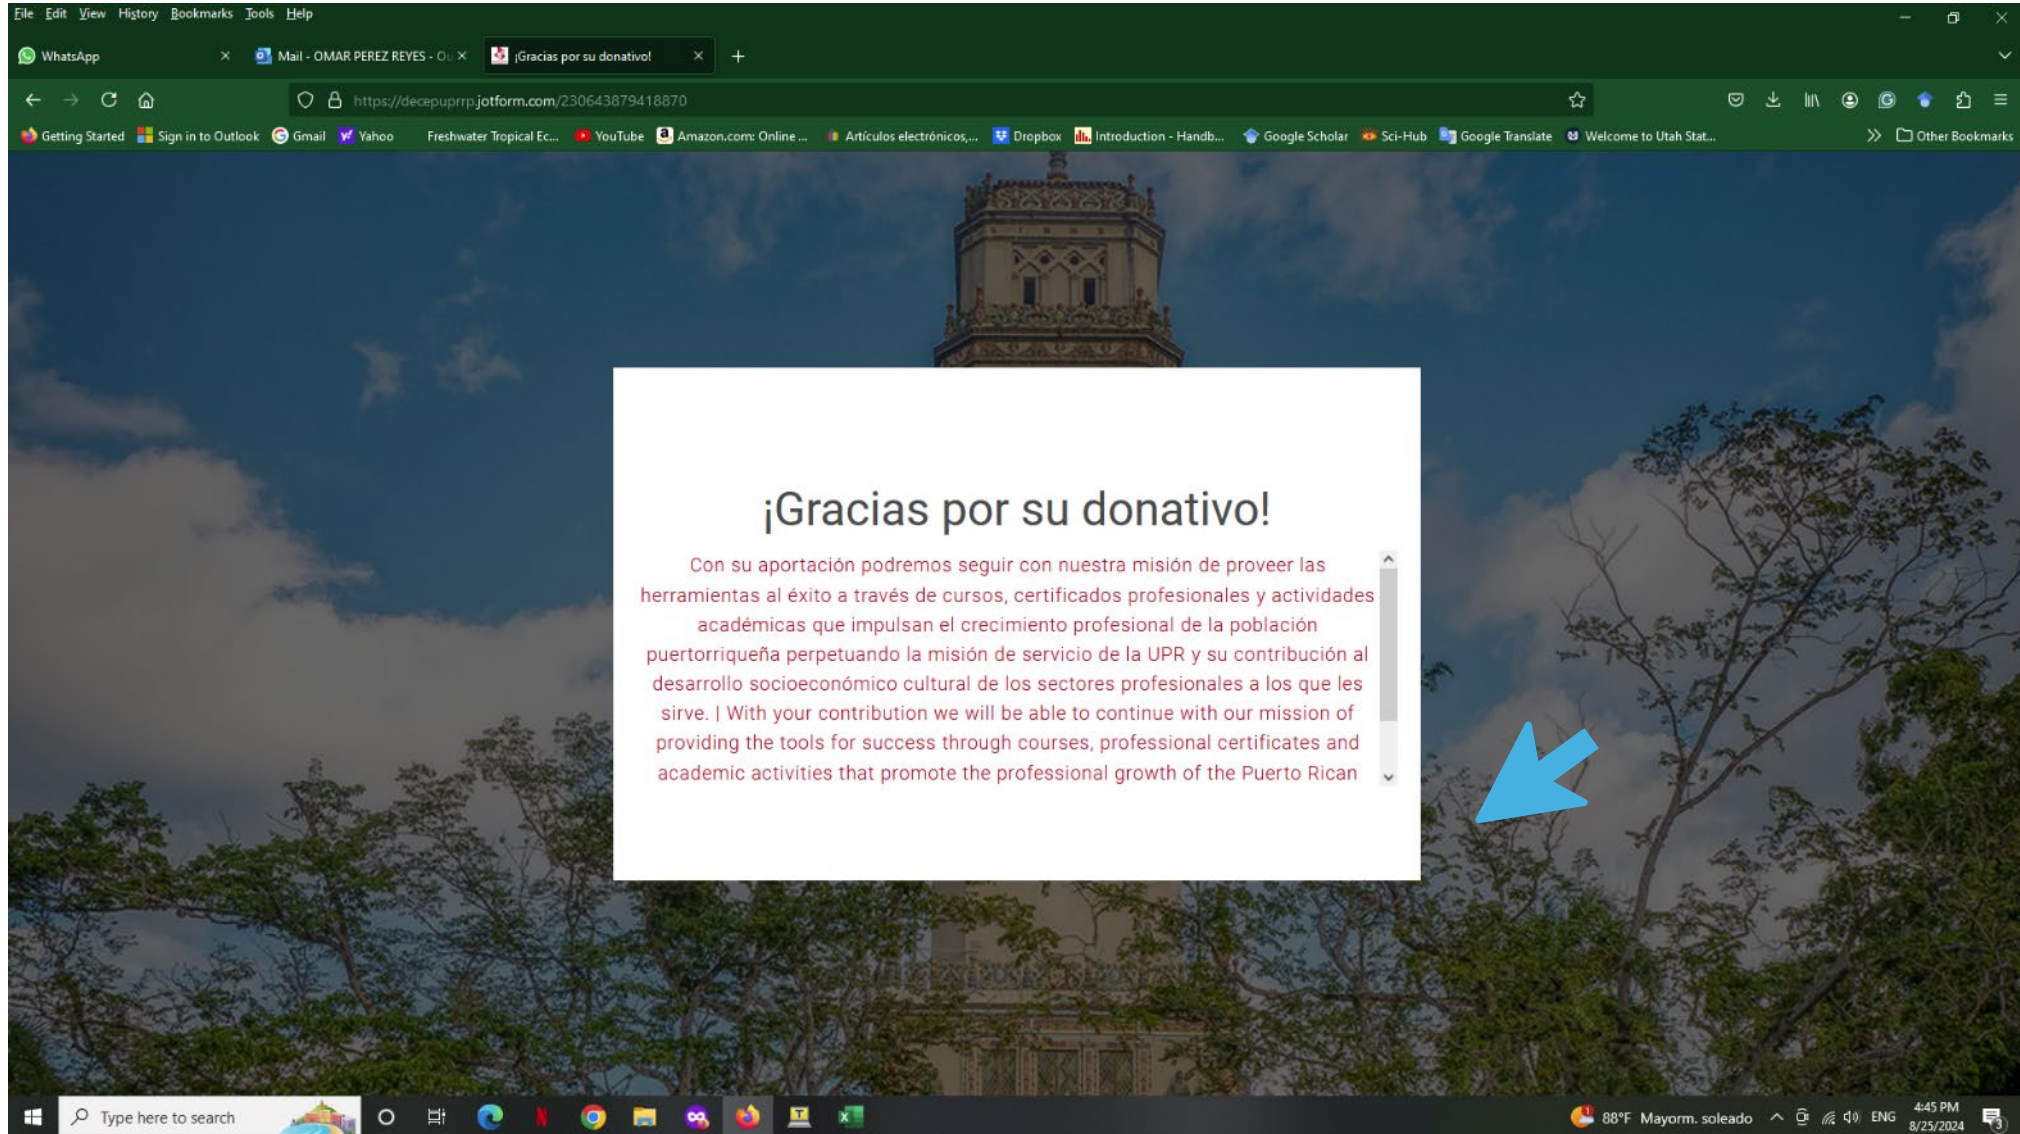 File Edit View History Bookmarks Tools Help
WhatsApp
Mail - OMAR PEREZ REYES - Ou
¡Gracias por su donativo!
https://decepuprrp.jotform.com/230643879418870
Getting Started Sign in to Outlook Gmail Yahoo Freshwater Tropical Ec... YouTube Amazon.com: Online ... Artículos electrónicos,... Dropbox Introduction - Handb... Google Scholar Sci-Hub Google Translate Welcome to Utah Stat... Other Bookmarks
¡Gracias por su donativo!
Con su aportación podremos seguir con nuestra misión de proveer las
herramientas al éxito a través de cursos, certificados profesionales y actividades
académicas que impulsan el crecimiento profesional de la población
puertorriqueña perpetuando la misión de servicio de la UPR y su contribución al
desarrollo socioeconómico cultural de los sectores profesionales a los que les
sirve. | With your contribution we will be able to continue with our mission of
providing the tools for success through courses, professional certificates and
academic activities that promote the professional growth of the Puerto Rican
Type here to search
88°F Mayorm. soleado
ENG
4:45 PM
8/25/2024
3